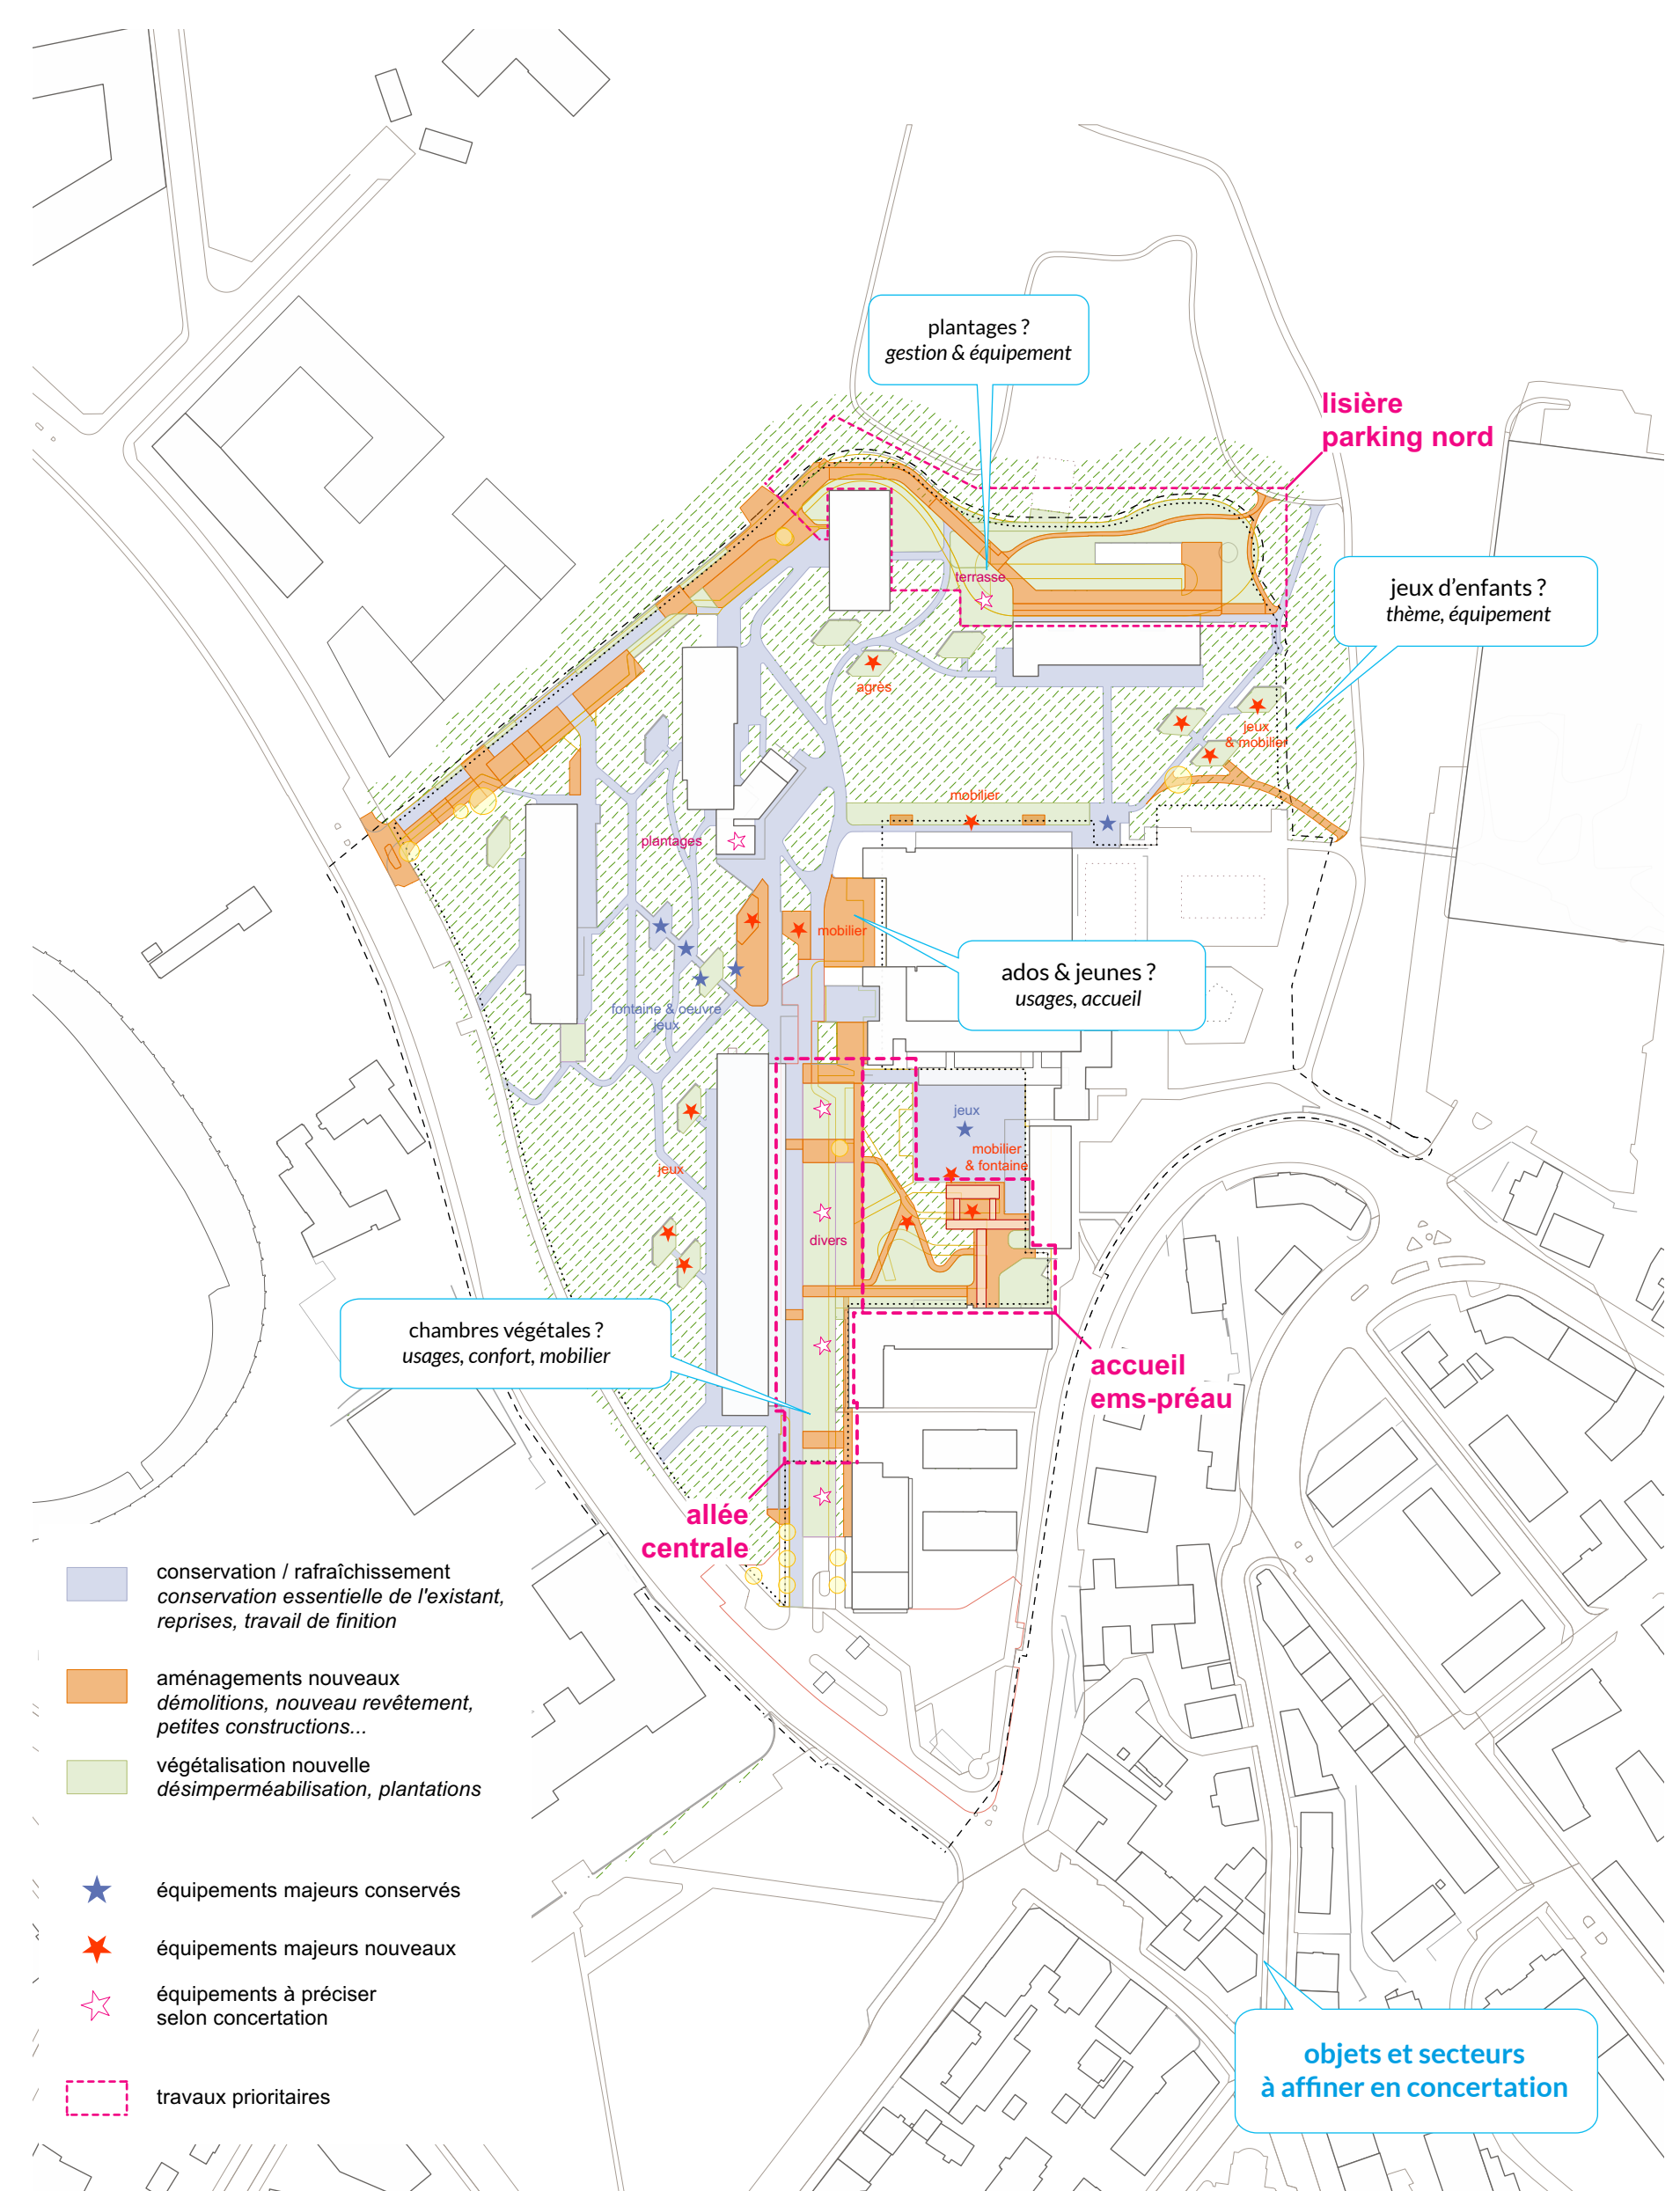 plantages ?
gestion & équipement
lisière
parking nord
jeux d'enfants ?
thème, équipement
terrasse
agrès
jeux
& mobilier
mobilier
plantages
mobilier
ados & jeunes ?
usages, accueil
fontaine & oeuvre
jeux
jeux
mobilier
& fontaine
jeux
divers
chambres végétales ?
usages, confort, mobilier
accueil
ems-préau
allée
centrale
conservation / rafraîchissement
conservation essentielle de l'existant,
reprises, travail de finition
aménagements nouveaux
démolitions, nouveau revêtement,
petites constructions...
végétalisation nouvelle
désimperméabilisation, plantations
équipements majeurs conservés
équipements majeurs nouveaux
équipements à préciser
selon concertation
travaux prioritaires
objets et secteurs
à affiner en concertation